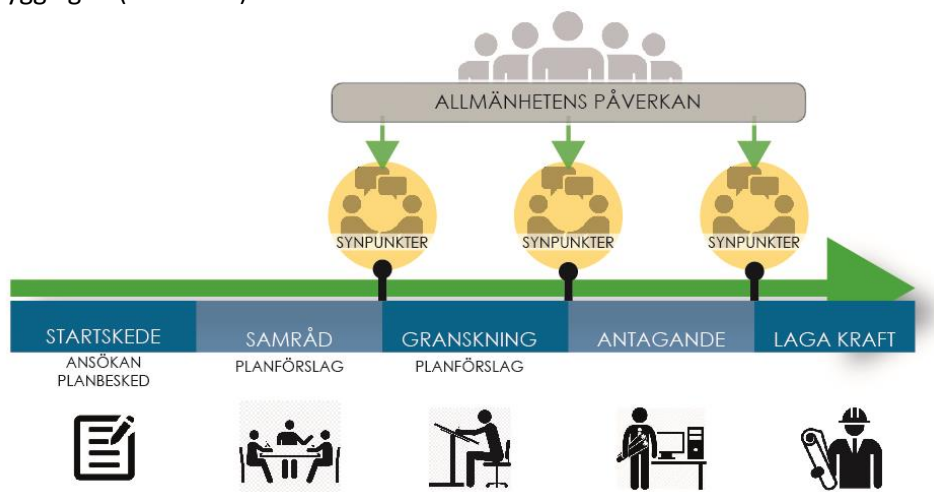 ALLMÄNHETENS PÅVERKAN
SYNPUNKTER SYNPUNKTER SYNPUNKTER
STARTSKEDE SAMRÅD GRANSKNING ANTAGANDE LAGA KRAFT
ANSÖKAN PLANFÖRSLAG PLANFÖRSLAG
PLANBESKED